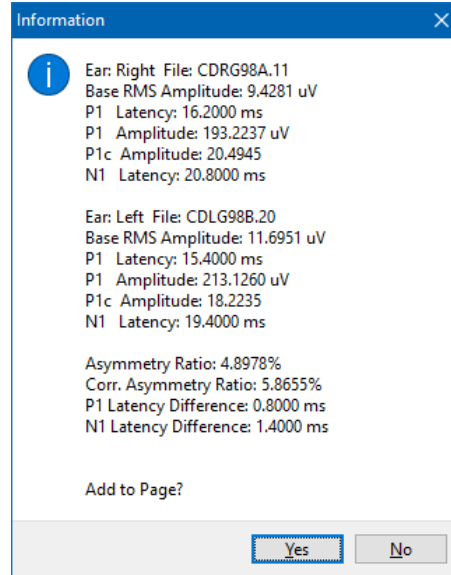 Information
Ear: Right  File: CDRG98A.11
Base RMS Amplitude: 9.4281 uV
P1   Latency: 16.2000 ms
P1   Amplitude: 193.2237 uV
P1c  Amplitude: 20.4945
N1   Latency: 20.8000 ms
Ear: Left  File: CDLG98B.20
Base RMS Amplitude: 11.6951 uV
P1   Latency: 15.4000 ms
P1   Amplitude: 213.1260 uV
P1c  Amplitude: 18.2235
N1   Latency: 19.4000 ms
Asymmetry Ratio: 4.8978%
Corr. Asymmetry Ratio: 5.8655%
P1 Latency Difference: 0.8000 ms
N1 Latency Difference: 1.4000 ms
Add to Page?
Yes No